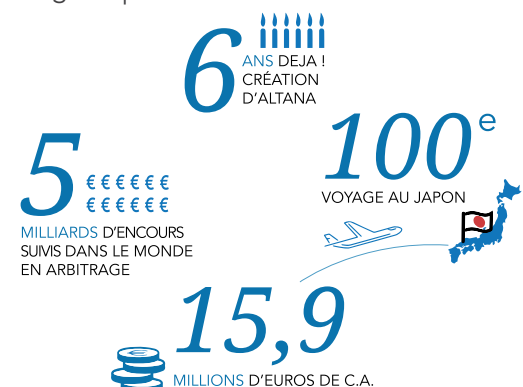 6
ANS DEJA !
CRÉATION
D'ALTANA
100e
VOYAGE AU JAPON
5
€€€€€€
€€€€€€
MILLIARDS D'ENCOURS
SUIVIS DANS LE MONDE
EN ARBITRAGE
15,9
€
MILLIONS D'EUROS DE C.A.